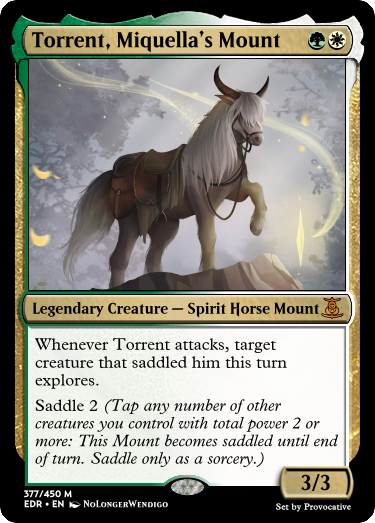 Torrent, Miquella's Mount
Legendary Creature — Spirit Horse Mount
Whenever Torrent attacks, target
creature that saddled him this turn
explores.
Saddle 2 (Tap any number of other
creatures you control with total power 2 or
more: This Mount becomes saddled until end
of turn. Saddle only as a sorcery.)
3/3
377/450 M
EDR • EN NoLongerWendigo
Set by Provocative